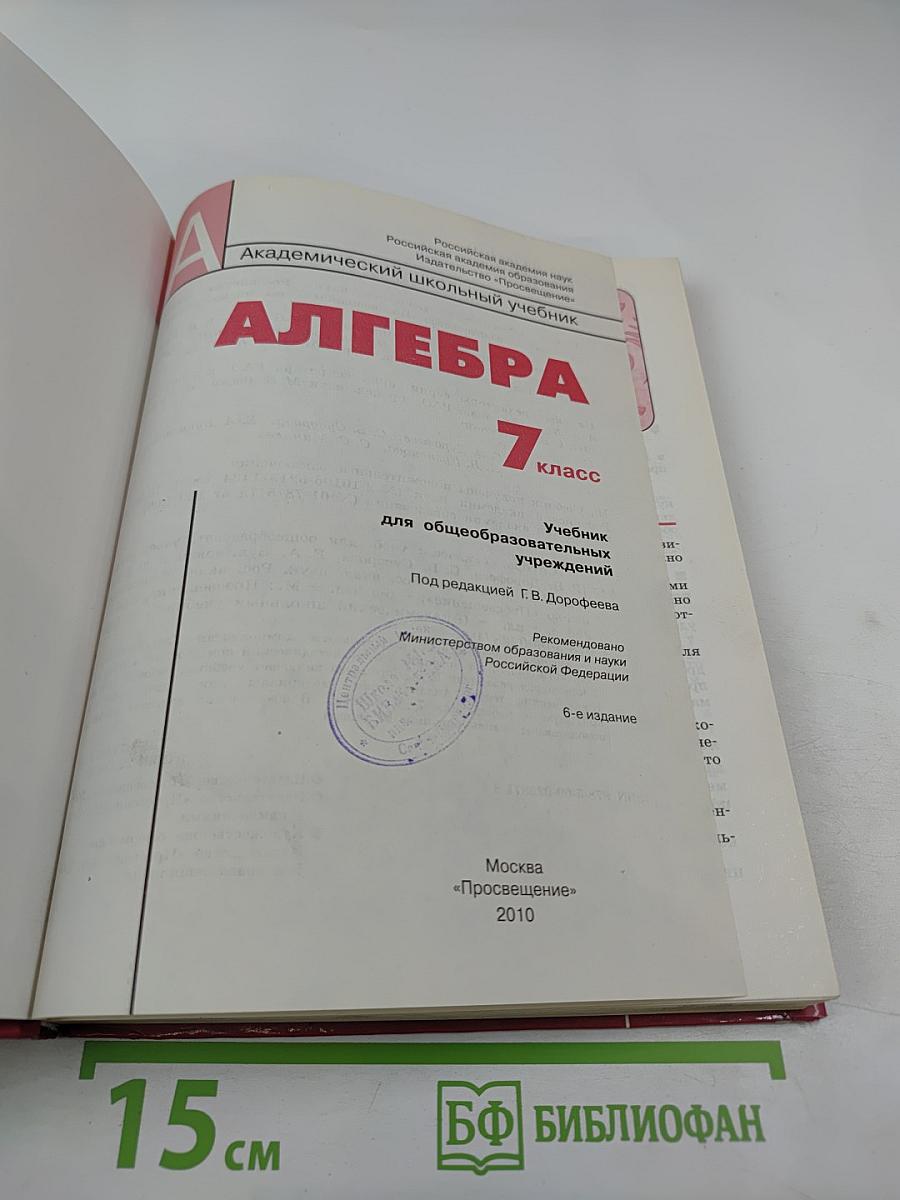 Российская академия наук
Российская академия образования
Издательство «Просвещение»
А
Академический школьный учебник
АЛГЕБРА
7 класс
Учебник
для общеобразовательных
учреждений
Под редакцией Г. В. Дорофеева
Рекомендовано
Министерством образования и науки
Российской Федерации
6-е издание
Москва
«Просвещение»
2010
15 см
БФ БИБЛИОФАН